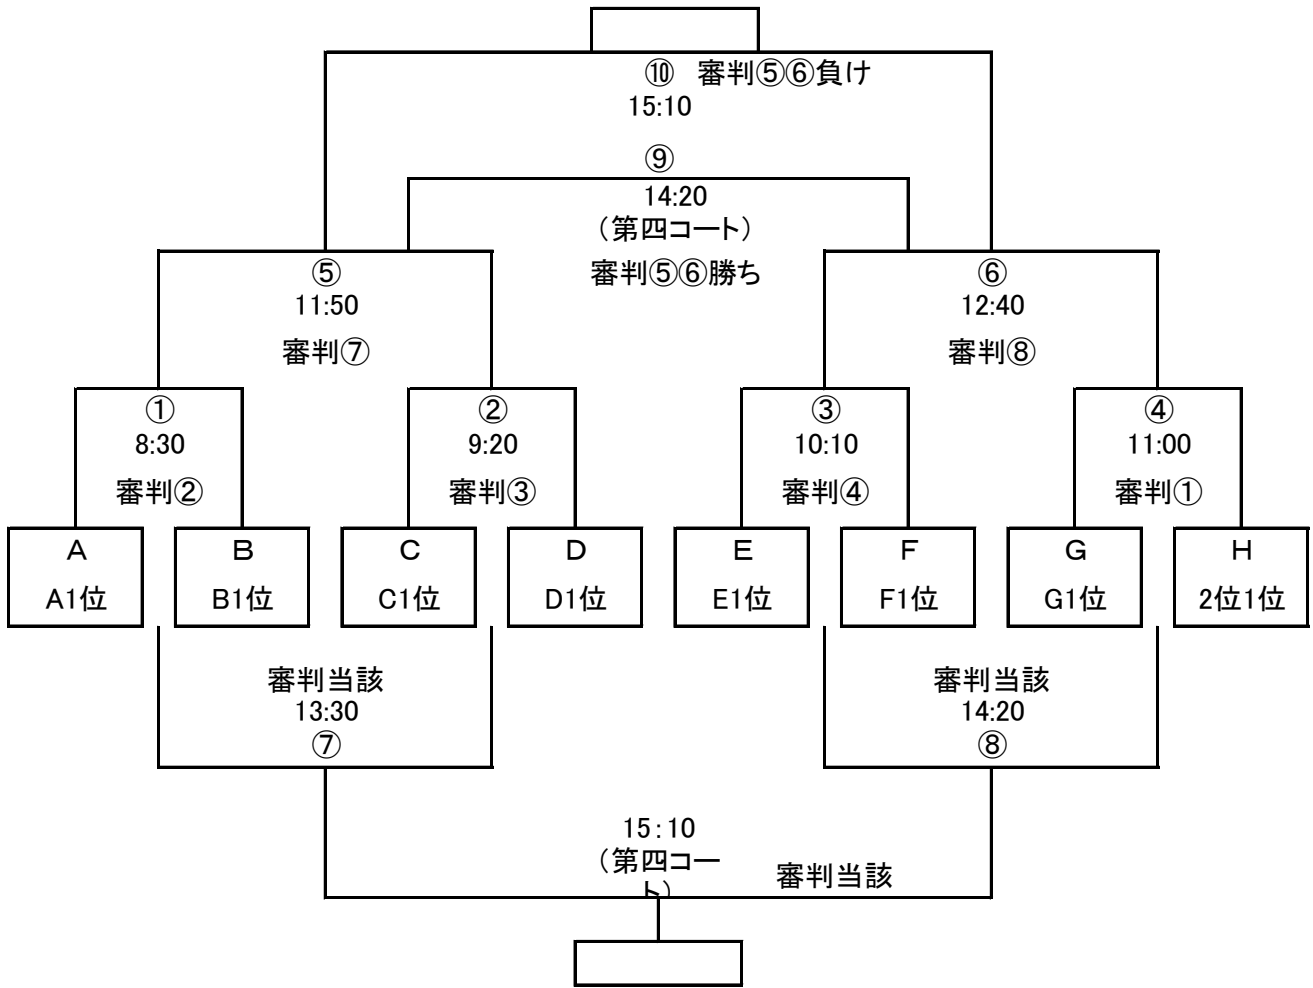 ⑩ 審判⑤⑥負け
15:10
⑨
14:20
（第四コート）
審判⑤⑥勝ち
⑤
11:50
審判⑦
⑥
12:40
審判⑧
①
8:30
審判②
②
9:20
審判③
③
10:10
審判④
④
11:00
審判①
A
A1位
B
B1位
C
C1位
D
D1位
E
E1位
F
F1位
G
G1位
H
2位1位
審判当該
13:30
⑦
審判当該
14:20
⑧
15:10
（第四コー
ト）
審判当該